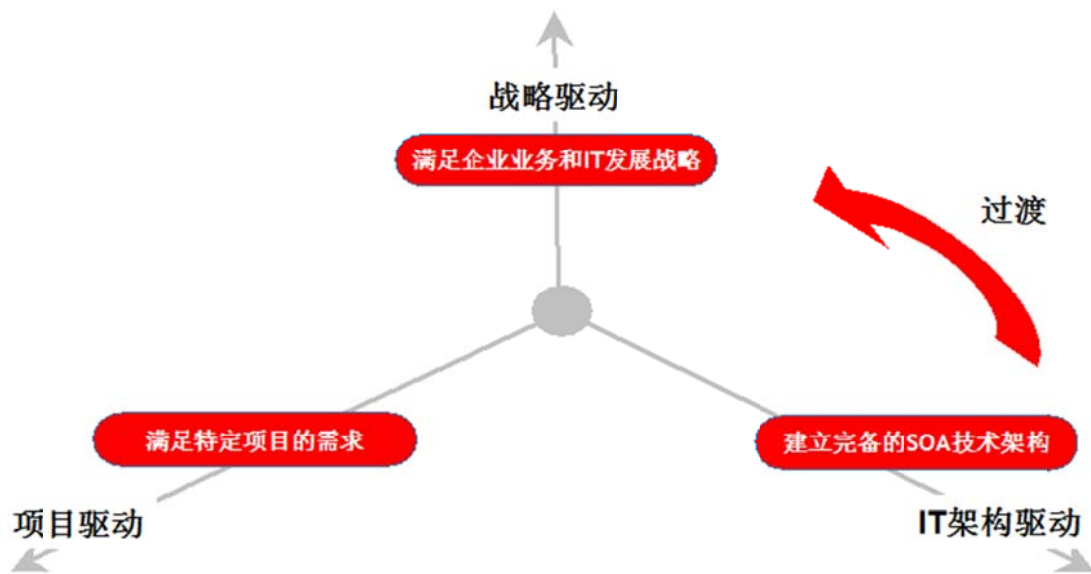 战略驱动
满足企业业务和IT发展战略
过渡
满足特定项目的需求
建立完备的SOA技术架构
项目驱动
IT架构驱动